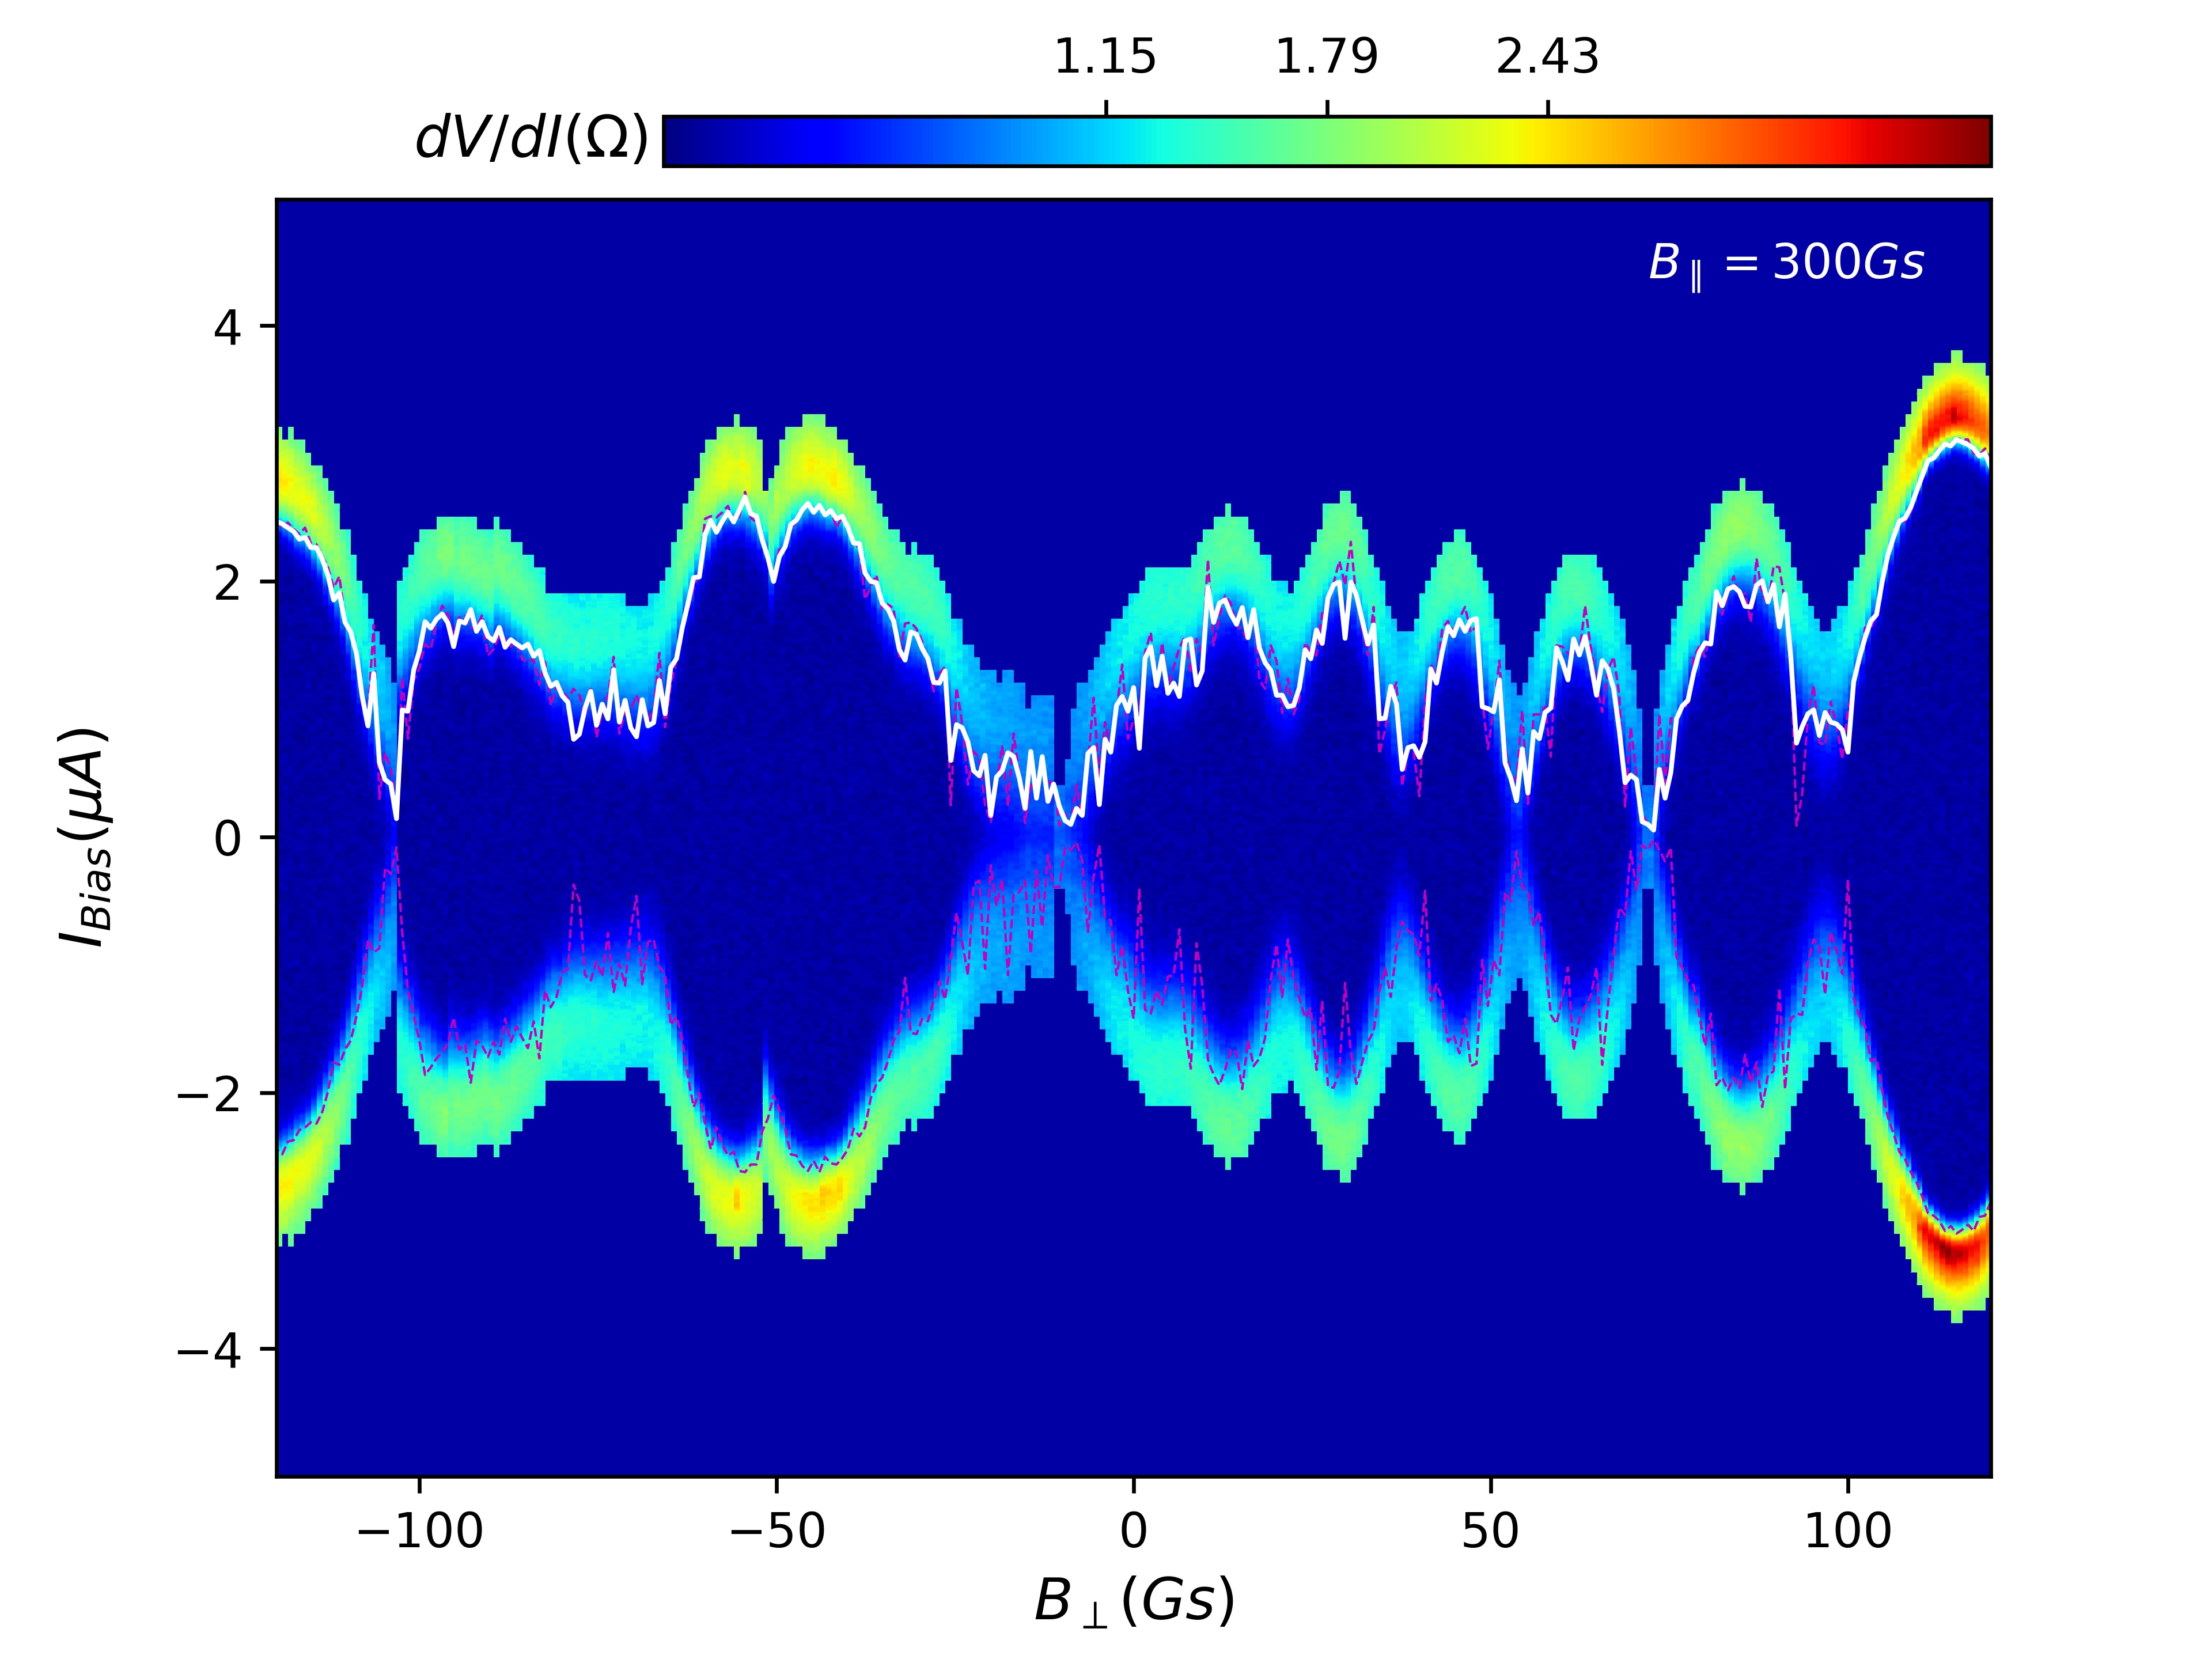 1.15 1.79 2.43
dV/dI(Ω)
B∥ = 300Gs
4
2
0
−2
−4
I_Bias(μA)
−100 −50 0 50 100
B⊥(Gs)